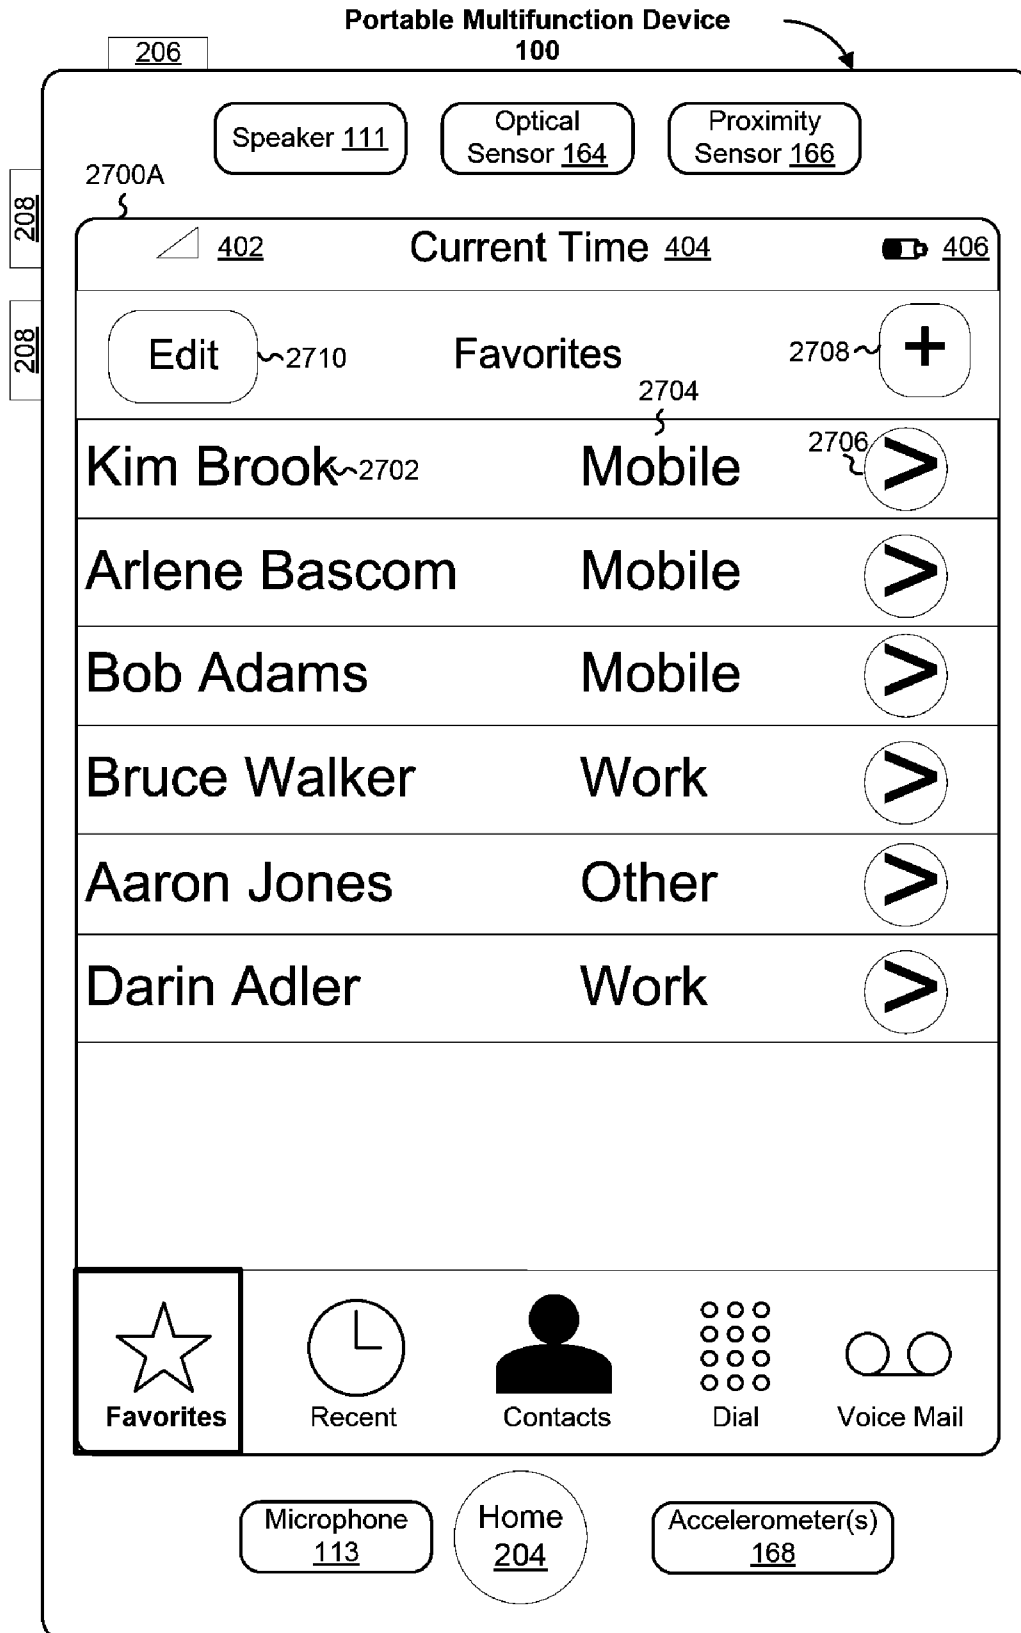 Portable Multifunction Device
100
206
Speaker 111
Optical
Sensor 164
Proximity
Sensor 166
2700A
208
208
402
Current Time 404
406
Edit
2710
Favorites
2708
+
2704
Kim Brook
2702
Mobile
2706
>
Arlene Bascom Mobile >
Bob Adams Mobile >
Bruce Walker Work >
Aaron Jones Other >
Darin Adler Work >
Favorites
Recent
Contacts
Dial
Voice Mail
Microphone
113
Home
204
Accelerometer(s)
168